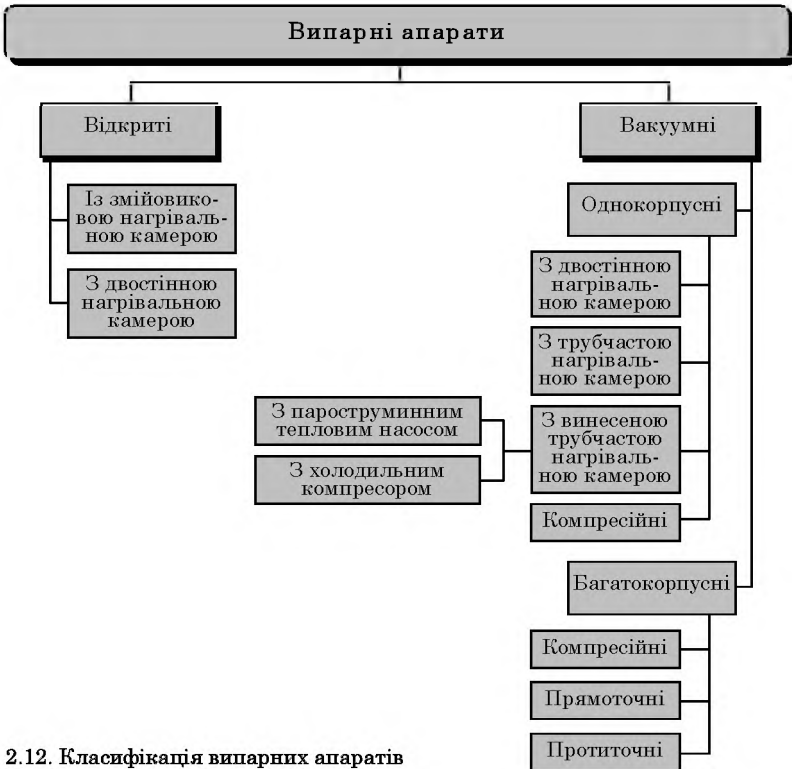 Випарні апарати
Відкриті
Із змійовико-
вою нагріваль-
ною камерою
З двостінною
нагрівальною
камерою
Вакуумні
Однокорпусні
З двостінною
нагріваль-
ною камерою
З трубчастою
нагріваль-
ною камерою
З винесеною
трубчастою
нагріваль-
ною камерою
З пароструминним
тепловим насосом
З холодильним
компресором
Компресійні
Багатокорпусні
Компресійні
Прямоточні
Протиточні
2.12. Класифікація випарних апаратів